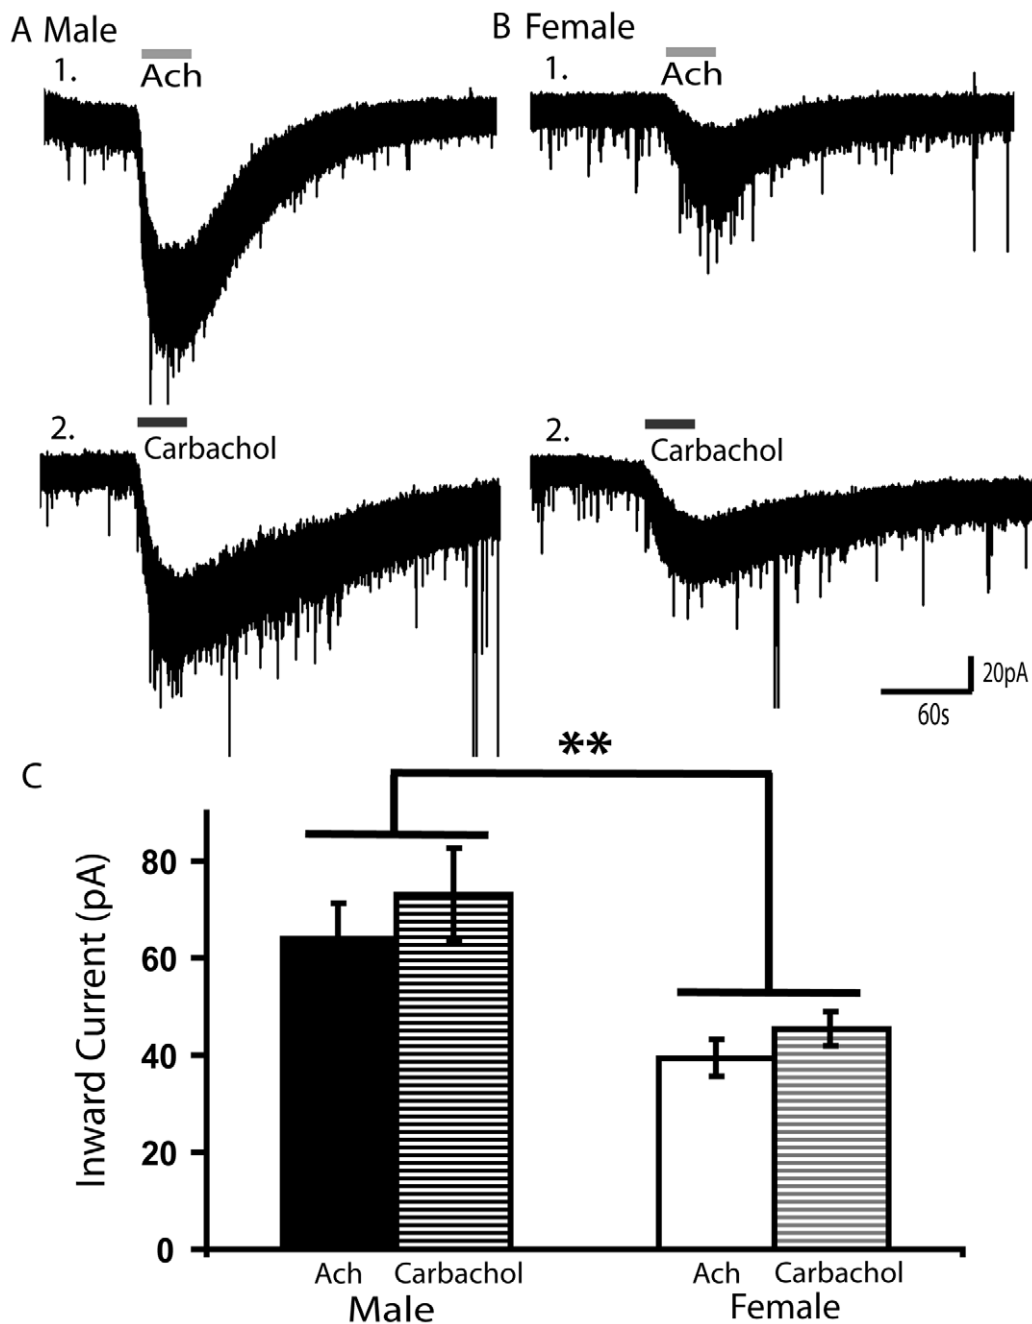 A Male
1.
Ach
B Female
1.
Ach
2.
Carbachol
2.
Carbachol
20pA
60s
C
**
Inward Current (pA)
80
60
40
20
0
Ach Carbachol Ach Carbachol
Male Female